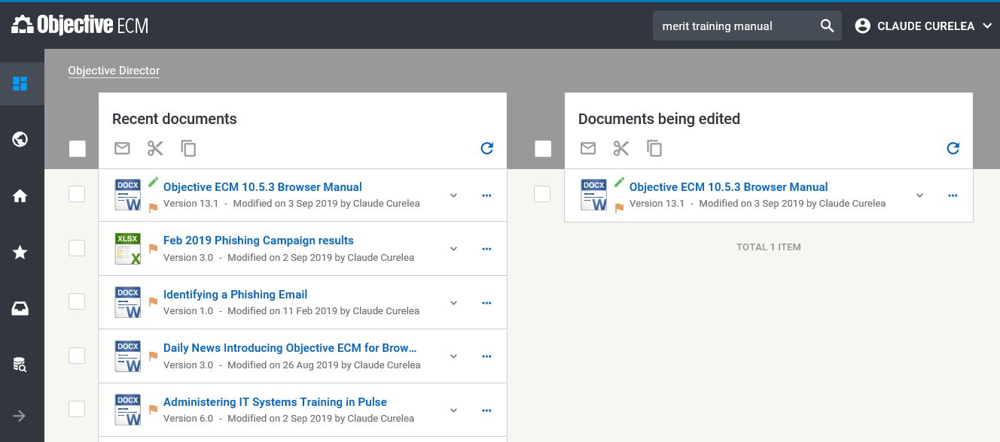 Objective ECM
merit training manual
CLAUDE CURELEA
Objective Director
Recent documents
DOCX
W
Objective ECM 10.5.3 Browser Manual
Version 13.1 - Modified on 3 Sep 2019 by Claude Curelea
XLSX
X
Feb 2019 Phishing Campaign results
Version 3.0 - Modified on 2 Sep 2019 by Claude Curelea
DOCX
W
Identifying a Phishing Email
Version 1.0 - Modified on 11 Feb 2019 by Claude Curelea
DOCX
W
Daily News Introducing Objective ECM for Brow...
Version 3.0 - Modified on 26 Aug 2019 by Claude Curelea
DOCX
W
Administering IT Systems Training in Pulse
Version 6.0 - Modified on 2 Sep 2019 by Claude Curelea
Documents being edited
DOCX
W
Objective ECM 10.5.3 Browser Manual
Version 13.1 - Modified on 3 Sep 2019 by Claude Curelea
TOTAL 1 ITEM